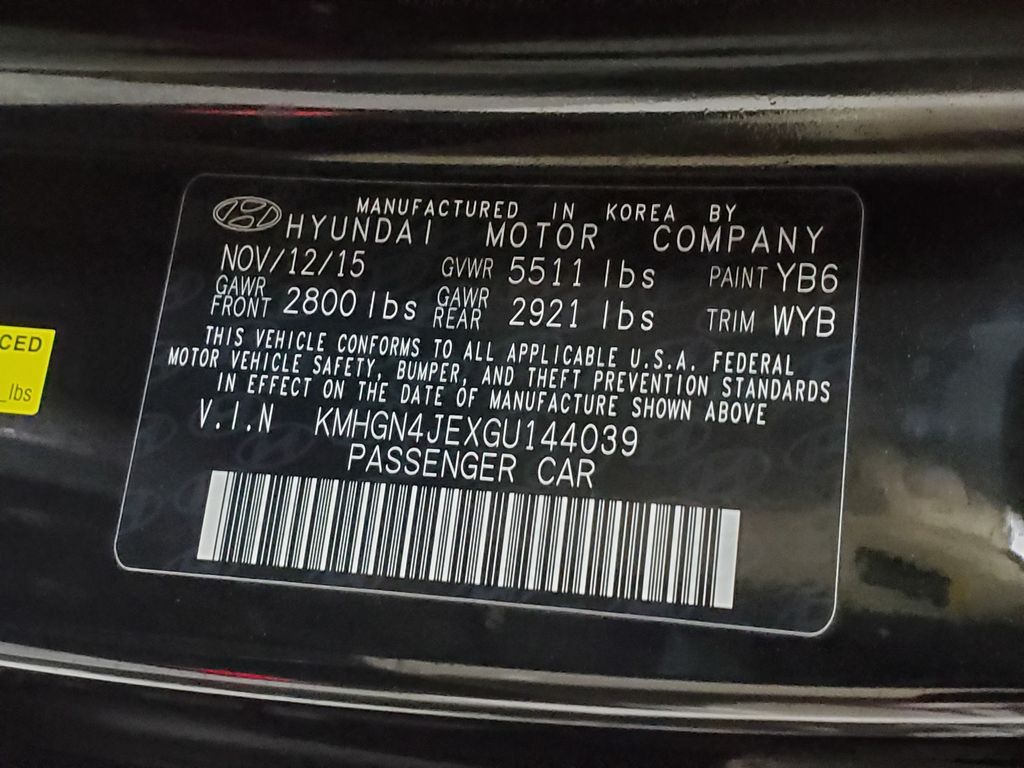 MANUFACTURED IN KOREA BY
HYUNDAI MOTOR COMPANY
NOV/12/15 GVWR 5511 lbs PAINT YB6
GAWR FRONT 2800 lbs GAWR REAR 2921 lbs TRIM WYB
THIS VEHICLE CONFORMS TO ALL APPLICABLE U.S.A. FEDERAL
MOTOR VEHICLE SAFETY, BUMPER, AND THEFT PREVENTION STANDARDS
IN EFFECT ON THE DATE OF MANUFACTURE SHOWN ABOVE
V.I.N KMHGN4JEXGU144039
PASSENGER CAR
CED
lbs